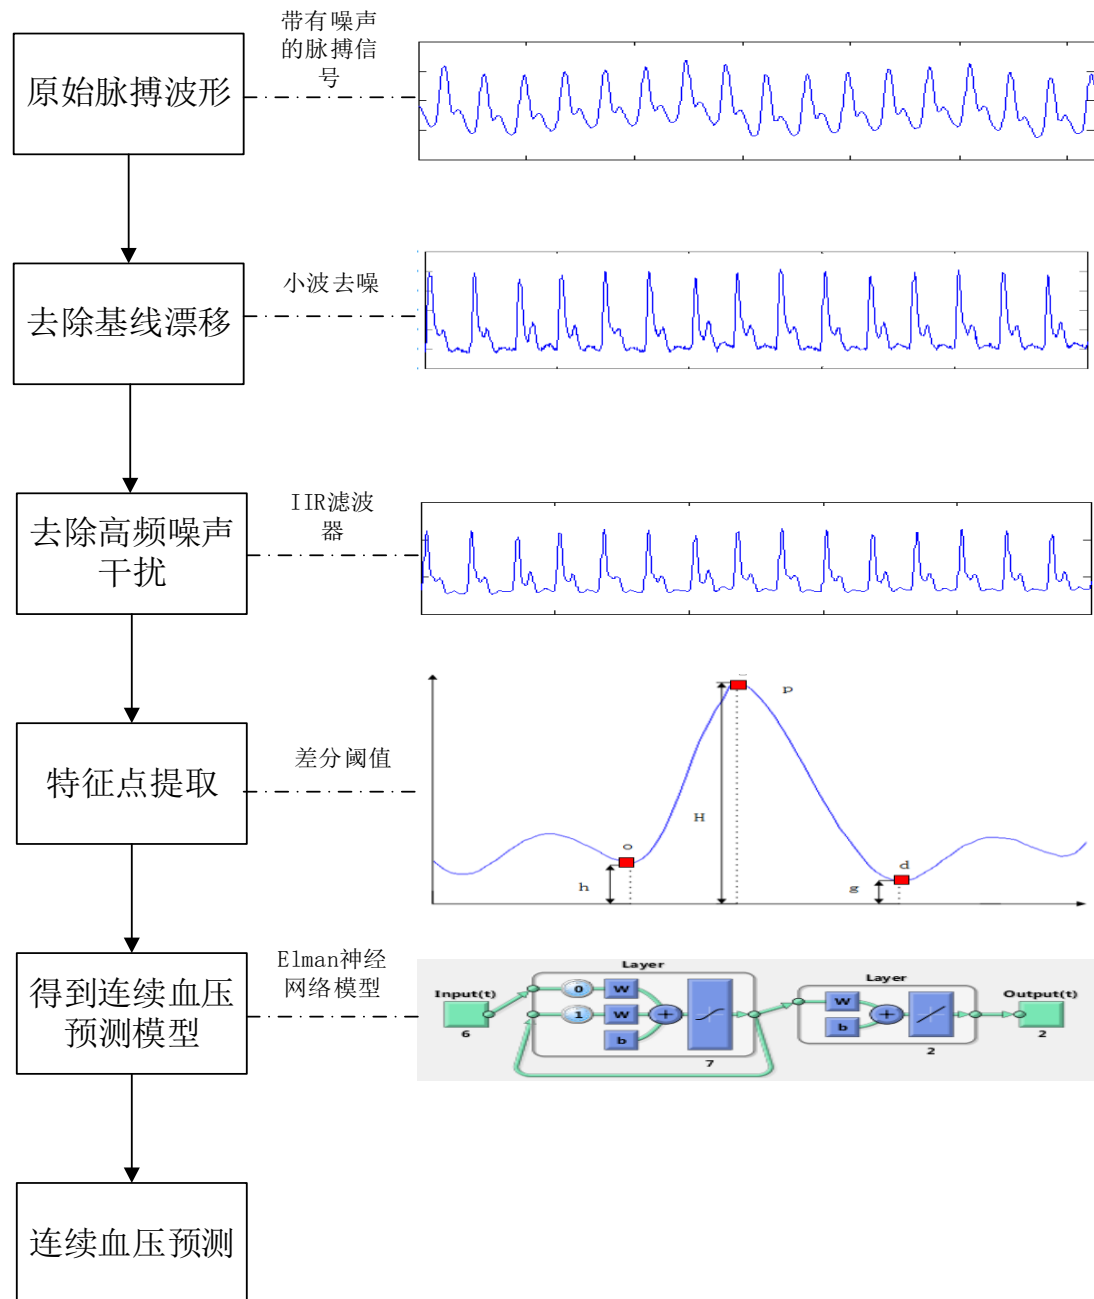 原始脉搏波形
带有噪声
的脉搏信
号
去除基线漂移
小波去噪
去除高频噪声
干扰
IIR滤波
器
特征点提取
差分阈值
p
H
o
h
d
g
得到连续血压
预测模型
Elman神经
网络模型
Layer
Layer
Input(t)
0
W
1
W
b
+
6
7
W
b
+
2
Output(t)
2
连续血压预测